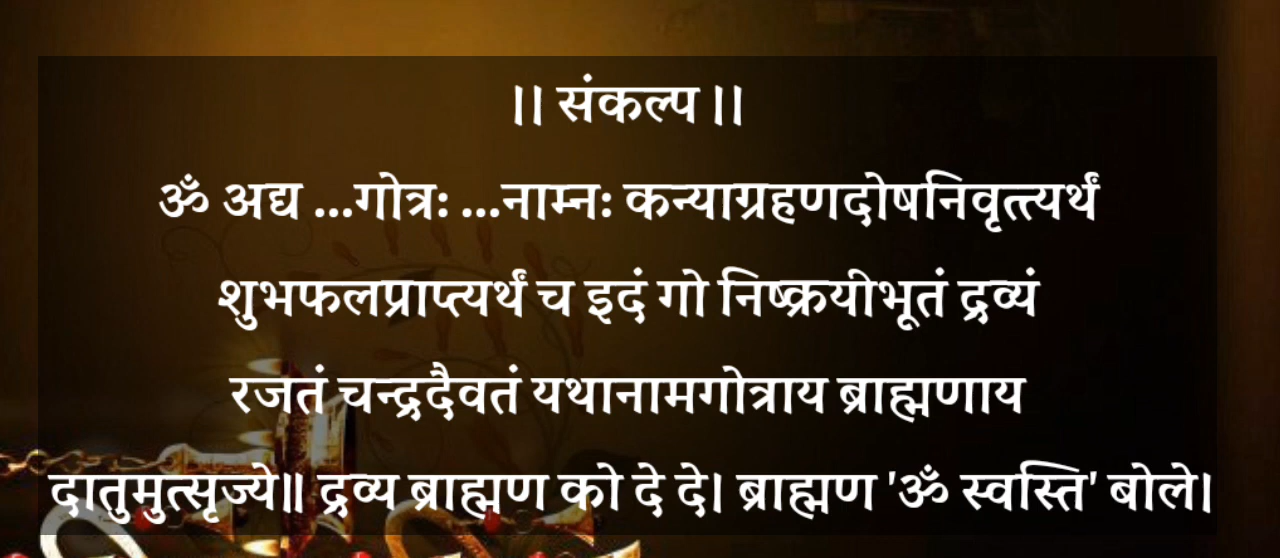 ।। संकल्प ।।
ॐ अद्य ...गोत्रः ...नाम्नः कन्याग्रहणदोषनिवृत्त्यर्थं
शुभफलप्राप्त्यर्थं च इदं गो निष्क्रयीभूतं द्रव्यं
रजतं चन्द्रदैवतं यथानामगोत्राय ब्राह्मणाय
दातुमुत्सृज्ये॥ द्रव्य ब्राह्मण को दे दे। ब्राह्मण 'ॐ स्वस्ति' बोले।